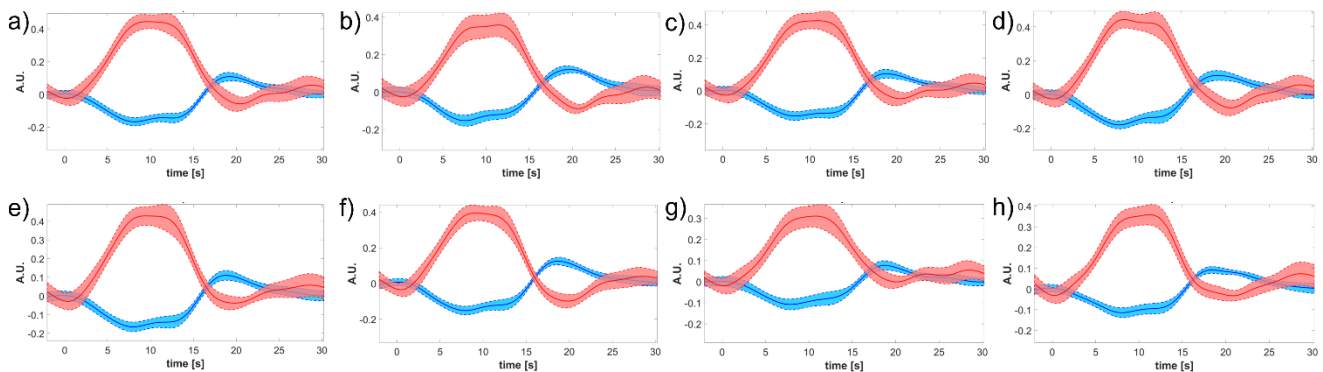 a) b) c) d)
0.4 0.4 0.4 0.4
0.2 0.2 0.2 0.2
A.U. A.U. A.U. A.U.
0 0 0 0
-0.2 -0.2 -0.2 -0.2
0 5 10 15 20 25 30 0 5 10 15 20 25 30 0 5 10 15 20 25 30 0 5 10 15 20 25 30
time [s] time [s] time [s] time [s]
e) f) g) h)
0.4 0.4 0.3 0.4
0.3 0.2 0.2 0.3
0.2 0 0.1 0.2
0.1 -0.2 0 0.1
0 -0.1 0
-0.1 -0.2 -0.1
-0.2 -0.2
A.U. A.U. A.U. A.U.
0 5 10 15 20 25 30 0 5 10 15 20 25 30 0 5 10 15 20 25 30 0 5 10 15 20 25 30
time [s] time [s] time [s] time [s]